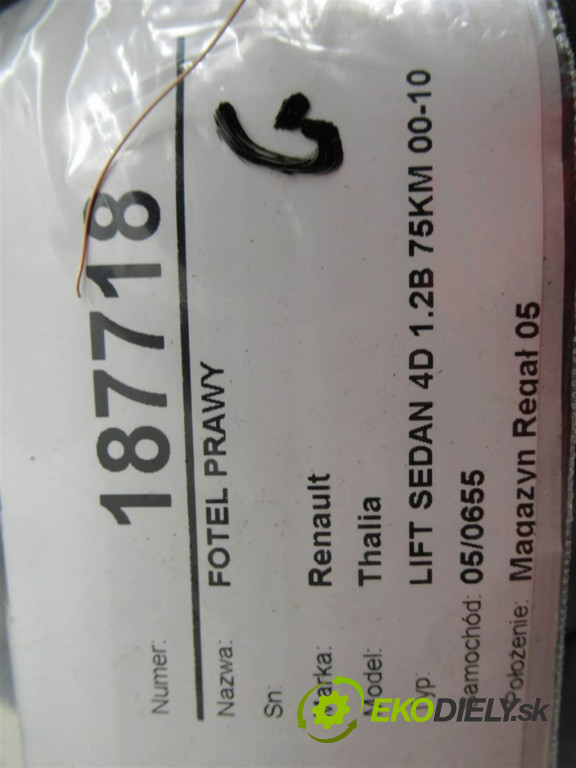 Numer: 187718
Nazwa: FOTEL PRAWY
Sn:
Marka: Renault
Model: Thalia
Typ: LIFT SEDAN 4D 1.2B 75KM 00-10
Samochód: 05/0655
Położenie: Magazyn Regał 05
EKODIELY.sk